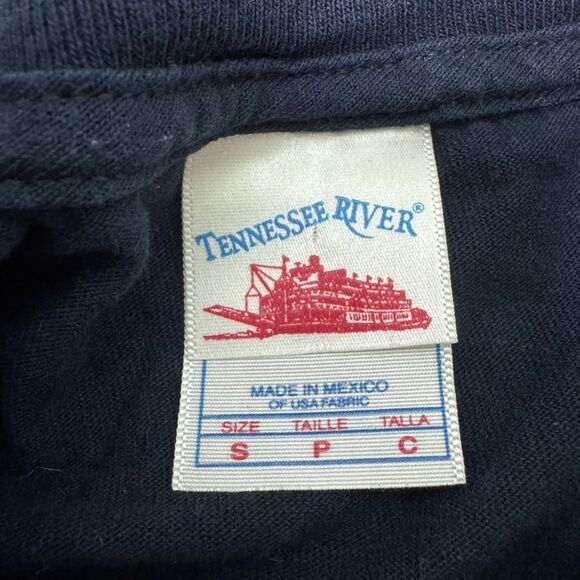 TENNESSEE RIVER®
MADE IN MEXICO
OF USA FABRIC
SIZE TAILLE TALLA
S P C